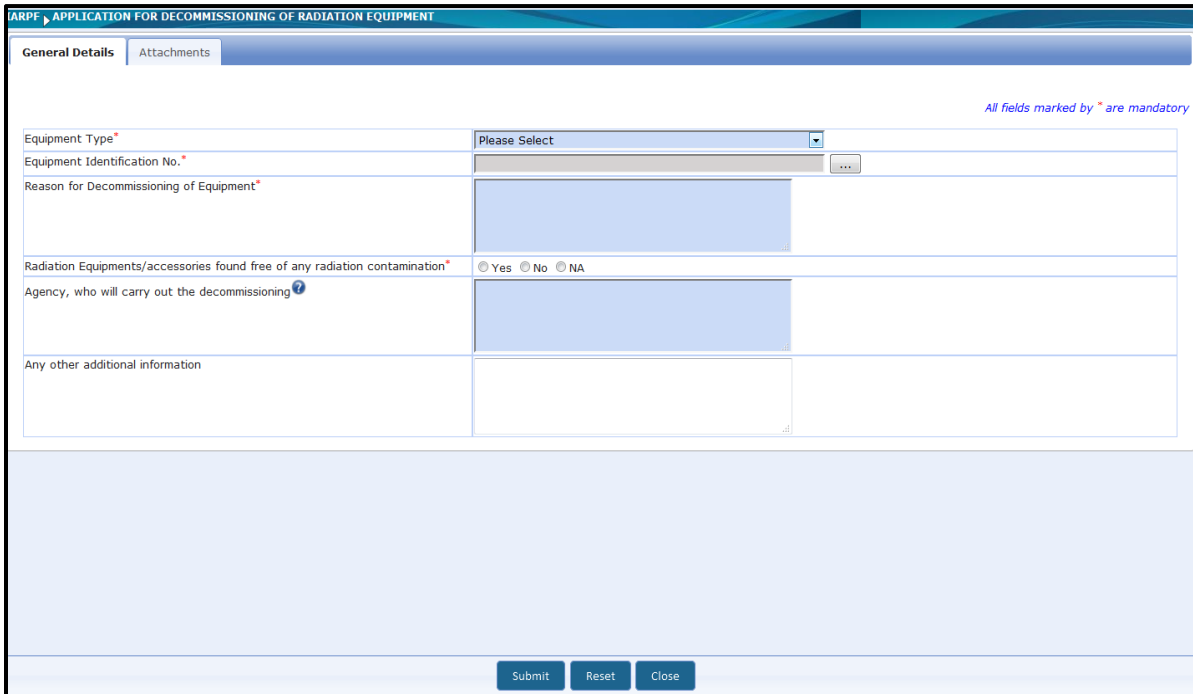 IARPF APPLICATION FOR DECOMMISSIONING OF RADIATION EQUIPMENT
General Details Attachments
All fields marked by * are mandatory
Equipment Type* Please Select
Equipment Identification No.* ...
Reason for Decommissioning of Equipment*
Radiation Equipments/accessories found free of any radiation contamination* Yes No NA
Agency, who will carry out the decommissioning ?
Any other additional information
Submit Reset Close